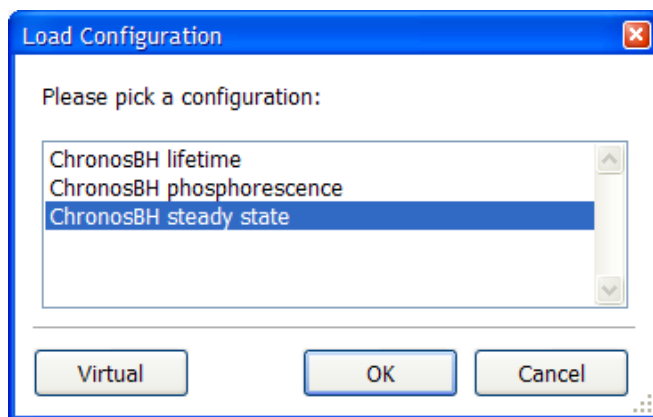 Load Configuration
Please pick a configuration:
ChronosBH lifetime
ChronosBH phosphorescence
ChronosBH steady state
Virtual
OK
Cancel